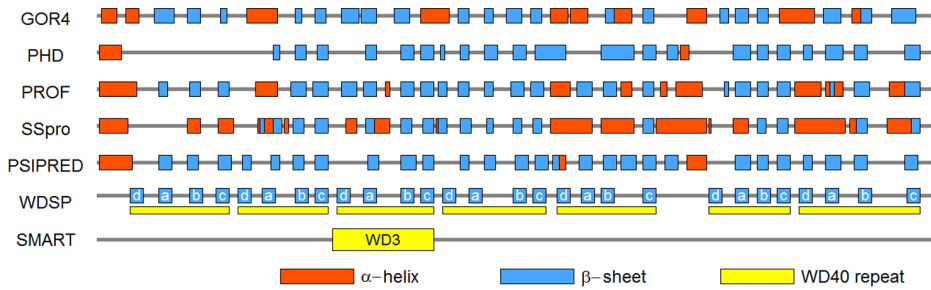 GOR4
PHD
PROF
SSpro
PSIPRED
WDSP d a b c d a b c d a b c d a b c d a b c d a b c d a b c
SMART WD3
α−helix β−sheet WD40 repeat